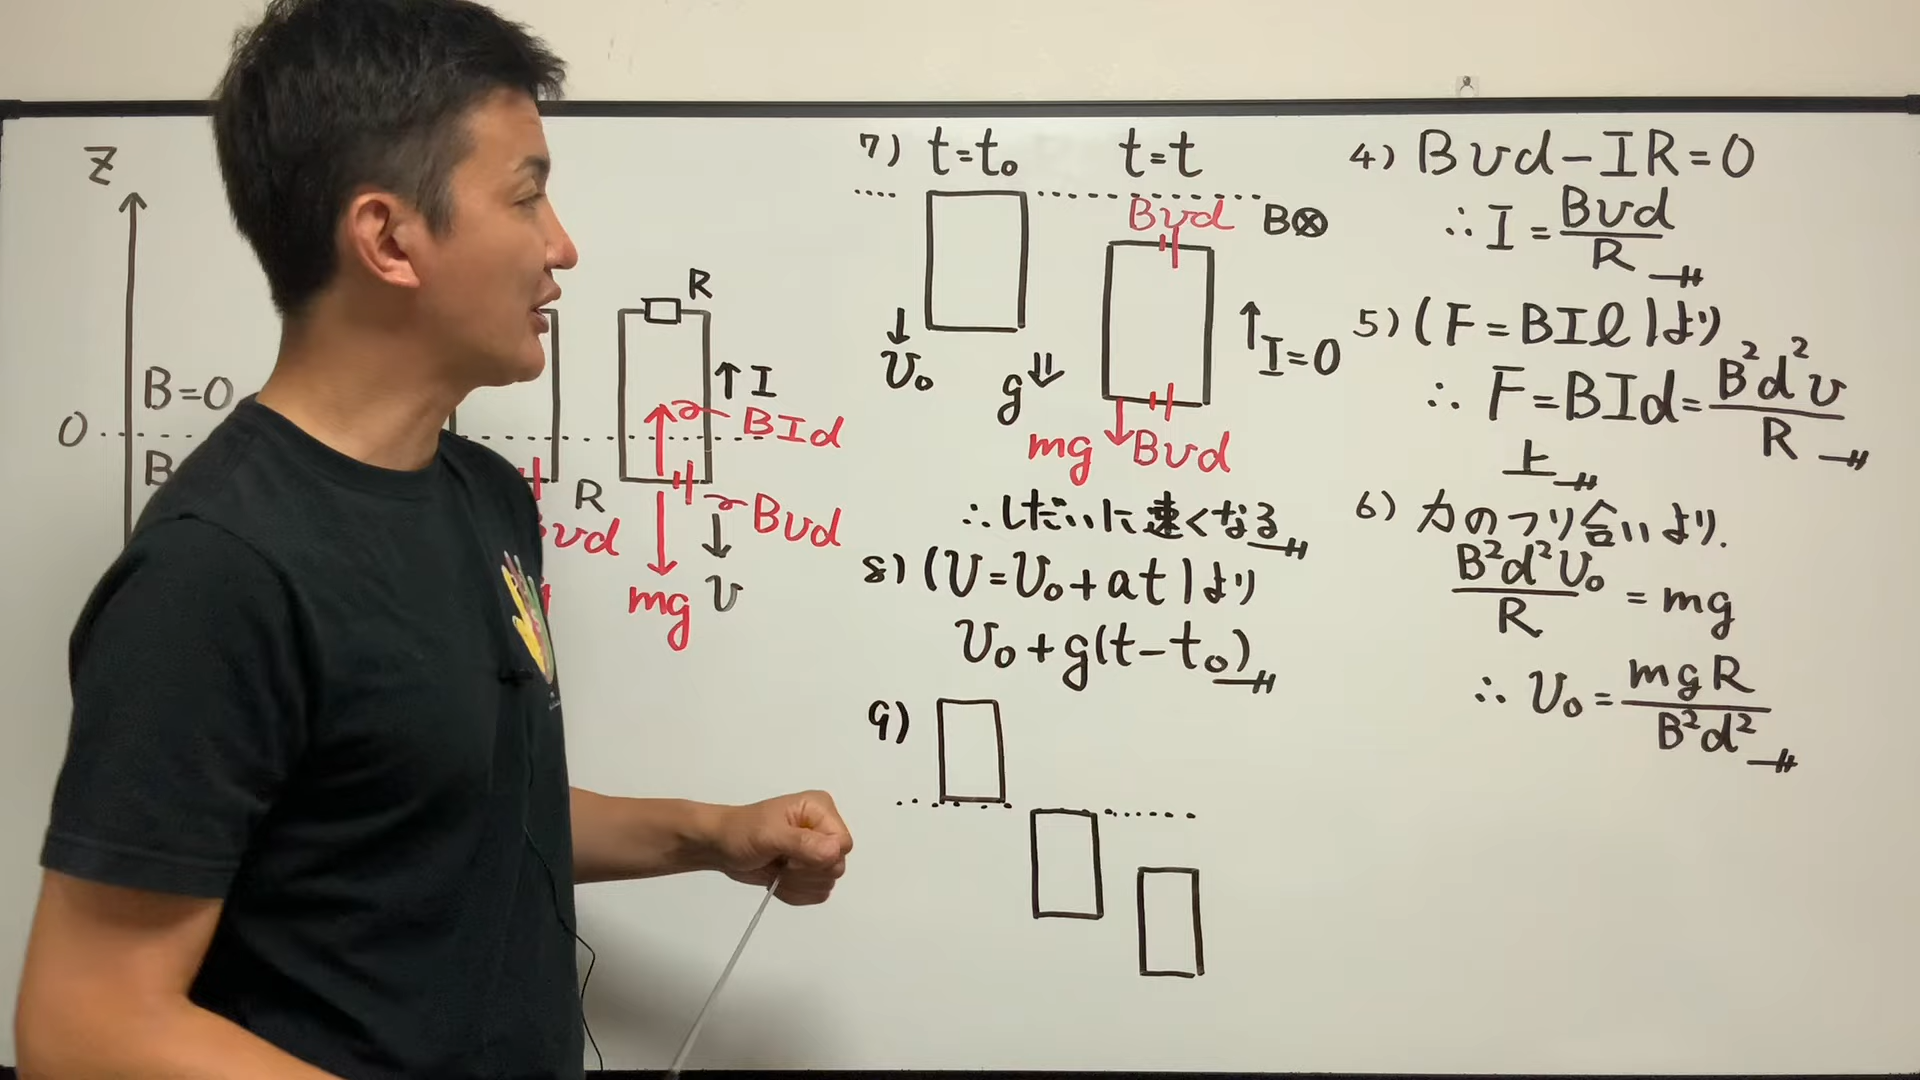 z
B=0
0
B
R
Bvd
R
↑I
BId
Bvd
mg
v
7) t=t₀ t=t
Bvd B⊗
v₀
g
↑I=0
mg
Bvd
∴しだいに速くなる
8) (v=v₀+at)より
v₀+g(t-t₀)
9)
4) Bvd-IR=0
∴I=Bvd/R
5) (F=BIℓ)より
∴F=BId=B²d²v/R
上
6) 力のつり合いより.
B²d²v₀/R=mg
∴v₀=mgR/B²d²